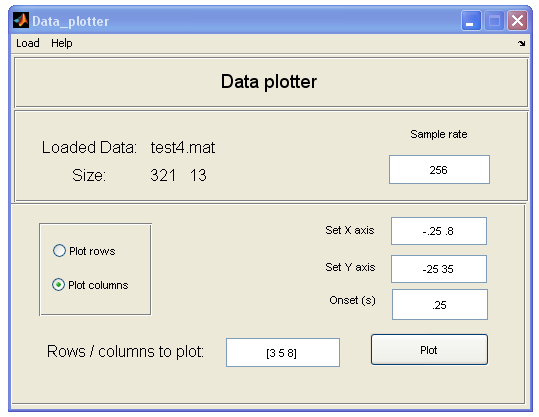 Data_plotter
Load Help
Data plotter
Sample rate
Loaded Data: test4.mat
256
Size: 321 13
Set X axis -.25 .8
Plot rows
Set Y axis -25 35
Plot columns
Onset (s) .25
Rows / columns to plot: [3 5 8] Plot